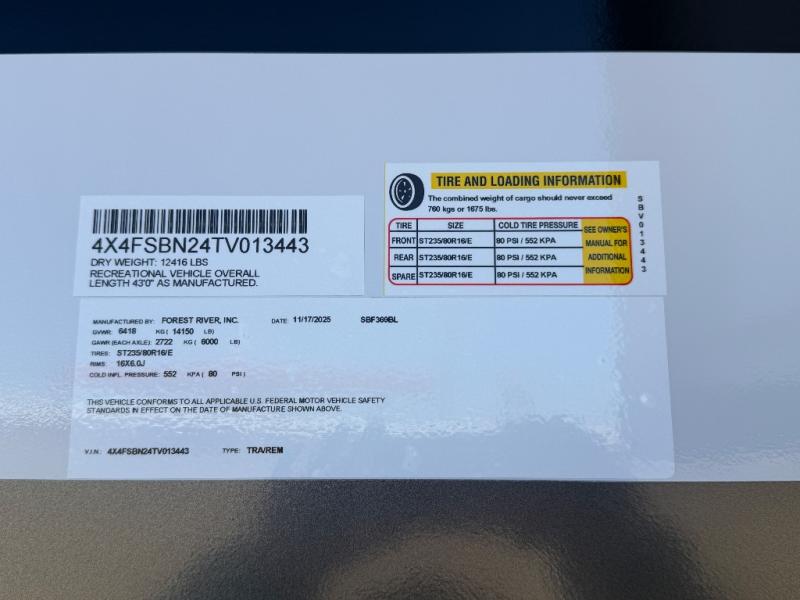 4X4FSBN24TV013443
DRY WEIGHT: 12416 LBS
RECREATIONAL VEHICLE OVERALL
LENGTH 43'0" AS MANUFACTURED.
TIRE AND LOADING INFORMATION
The combined weight of cargo should never exceed
760 kgs or 1675 lbs.
TIRE SIZE COLD TIRE PRESSURE
FRONT ST235/80R16/E 80 PSI / 552 KPA
REAR ST235/80R16/E 80 PSI / 552 KPA
SPARE ST235/80R16/E 80 PSI / 552 KPA
SEE OWNER'S
MANUAL FOR
ADDITIONAL
INFORMATION
SBV013443
MANUFACTURED BY: FOREST RIVER, INC. DATE: 11/17/2025 SBF369BL
GVWR: 6418 KG ( 14150 LB)
GAWR (EACH AXLE): 2722 KG ( 6000 LB)
TIRES: ST235/80R16/E
RIMS: 16X6.0J
COLD INFL. PRESSURE: 552 KPA ( 80 PSI )
THIS VEHICLE CONFORMS TO ALL APPLICABLE U.S. FEDERAL MOTOR VEHICLE SAFETY
STANDARDS IN EFFECT ON THE DATE OF MANUFACTURE SHOWN ABOVE.
V.I.N.: 4X4FSBN24TV013443 TYPE: TRA/REM